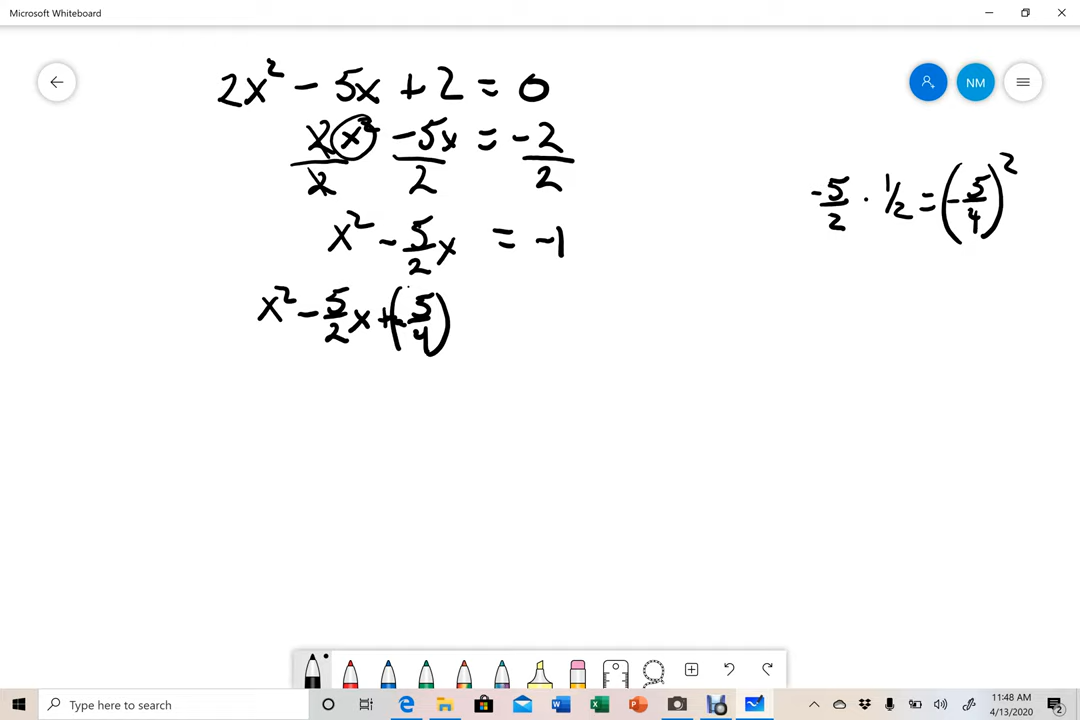 Microsoft Whiteboard
NM
2x² - 5x + 2 = 0
2x²/2 -5x/2 = -2/2
-5/2 · 1/2 = (-5/4)²
x² - 5/2 x = -1
x² - 5/2 x + (-5/4)
Type here to search
11:48 AM
4/13/2020
2